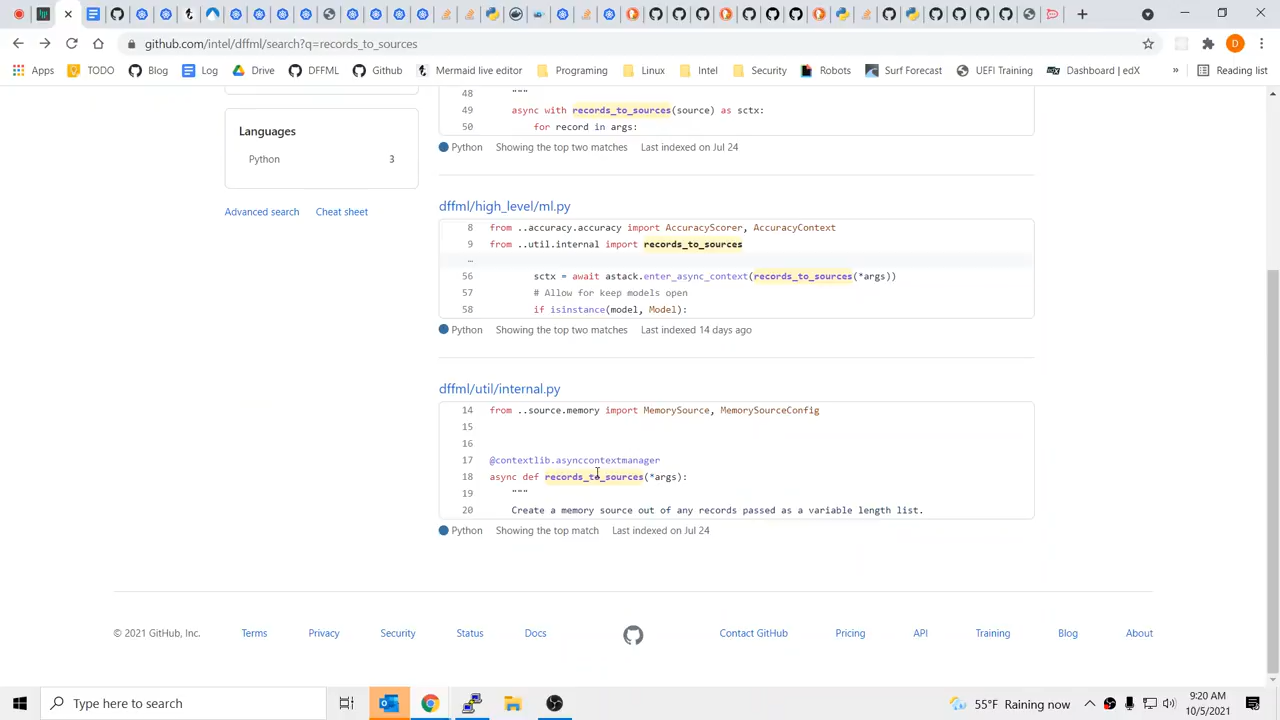 github.com/intel/dffml/search?q=records_to_sources
D
Apps
TODO
Blog
Log
Drive
DFFML
Github
Mermaid live editor
Programing
Linux
Intel
Security
Robots
Surf Forecast
UEFI Training
Dashboard | edX
»
Reading list
Languages
Python 3
Advanced search Cheat sheet
48 """
49 async with records_to_sources(source) as sctx:
50 for record in args:
Python Showing the top two matches Last indexed on Jul 24
dffml/high_level/ml.py
8 from ..accuracy.accuracy import AccuracyScorer, AccuracyContext
9 from ..util.internal import records_to_sources
…
56 sctx = await astack.enter_async_context(records_to_sources(*args))
57 # Allow for keep models open
58 if isinstance(model, Model):
Python Showing the top two matches Last indexed 14 days ago
dffml/util/internal.py
14 from ..source.memory import MemorySource, MemorySourceConfig
15
16
17 @contextlib.asynccontextmanager
18 async def records_to_sources(*args):
19 """
20 Create a memory source out of any records passed as a variable length list.
Python Showing the top match Last indexed on Jul 24
© 2021 GitHub, Inc. Terms Privacy Security Status Docs Contact GitHub Pricing API Training Blog About
Type here to search
55°F Raining now
9:20 AM
10/5/2021